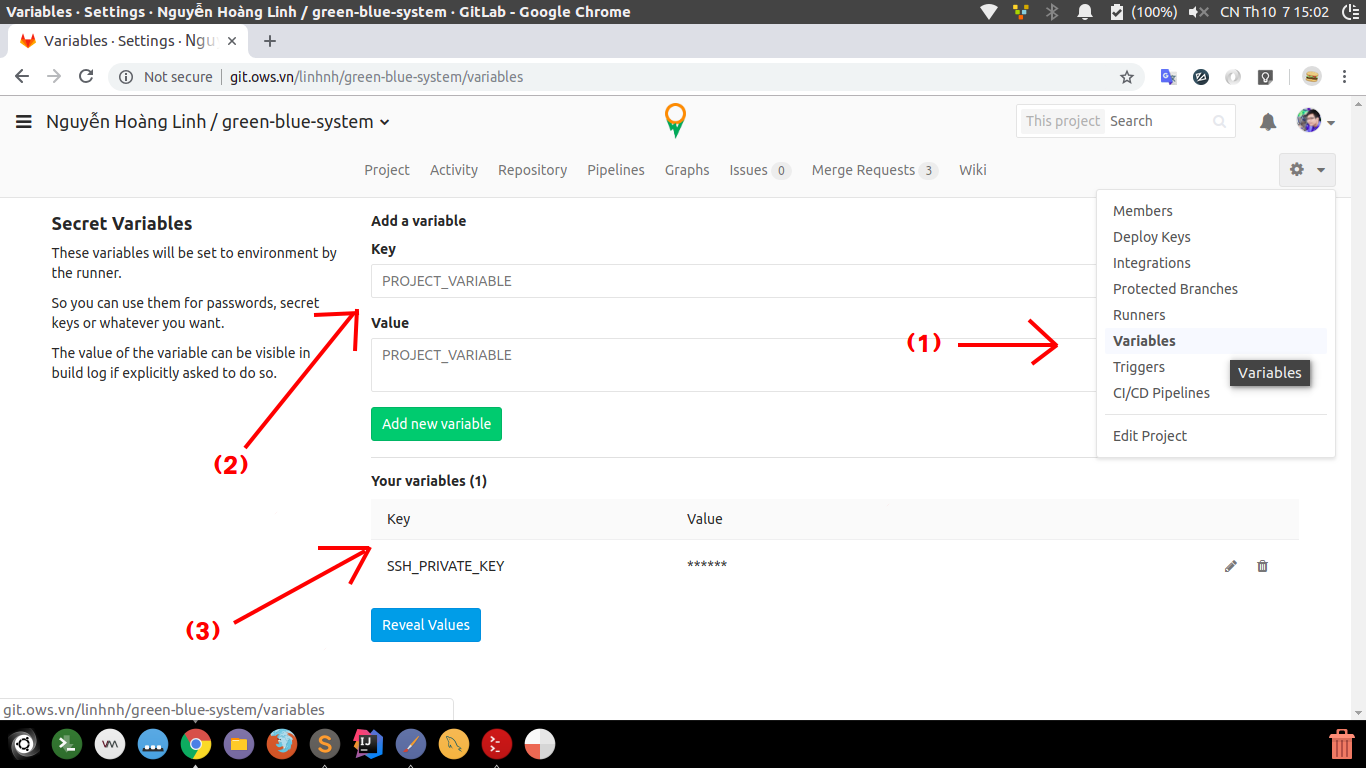 Variables · Settings · Nguyễn Hoàng Linh / green-blue-system · GitLab - Google Chrome
(100%)
CN Th10 7 15:02
Variables · Settings · Nguy
Not secure
git.ows.vn/linhnh/green-blue-system/variables
Nguyễn Hoàng Linh / green-blue-system
This project
Search
Project
Activity
Repository
Pipelines
Graphs
Issues 0
Merge Requests 3
Wiki
Members
Deploy Keys
Integrations
Protected Branches
Runners
Variables
Triggers
Variables
CI/CD Pipelines
Edit Project
Secret Variables
These variables will be set to environment by
the runner.
So you can use them for passwords, secret
keys or whatever you want.
The value of the variable can be visible in
build log if explicitly asked to do so.
Add a variable
Key
PROJECT_VARIABLE
Value
PROJECT_VARIABLE
Add new variable
(1)
(2)
(3)
Your variables (1)
Key
Value
SSH_PRIVATE_KEY
******
Reveal Values
git.ows.vn/linhnh/green-blue-system/variables
VM
S
IJ